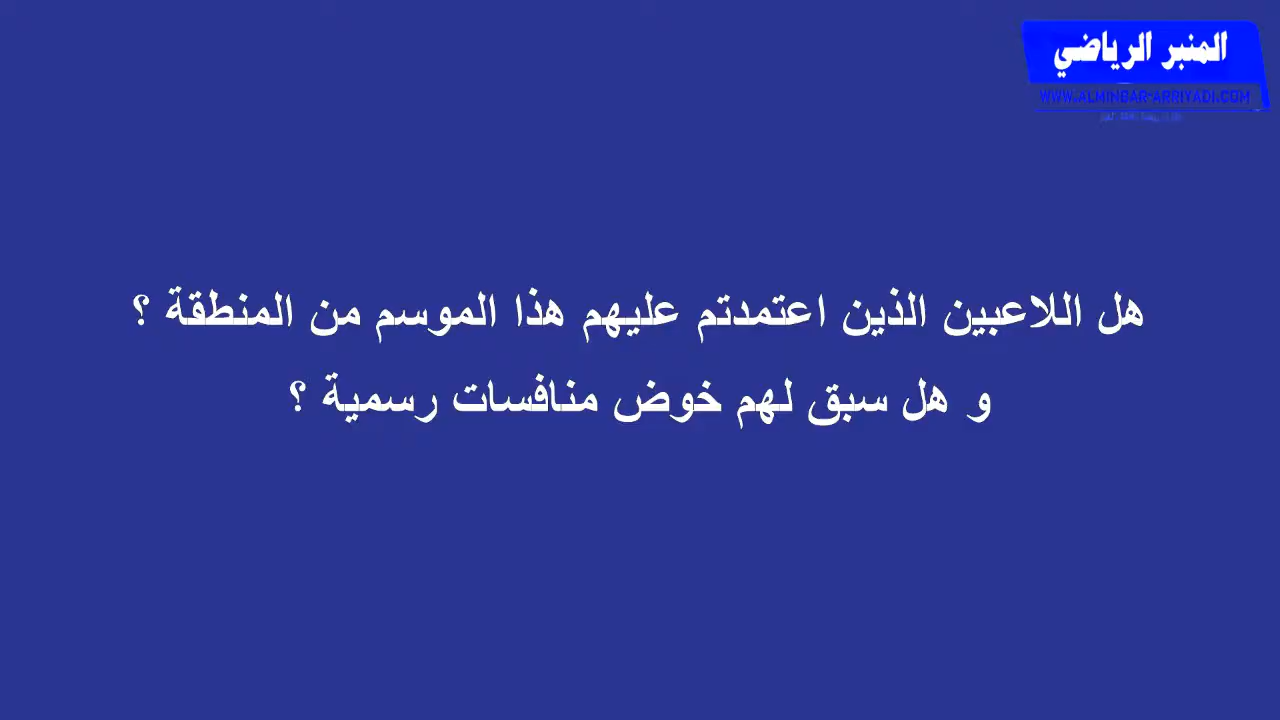 المنبر الرياضي
WWW.ALMINBAR-ARRIYADI.COM
هل اللاعبين الذين اعتمدتم عليهم هذا الموسم من المنطقة ؟
و هل سبق لهم خوض منافسات رسمية ؟